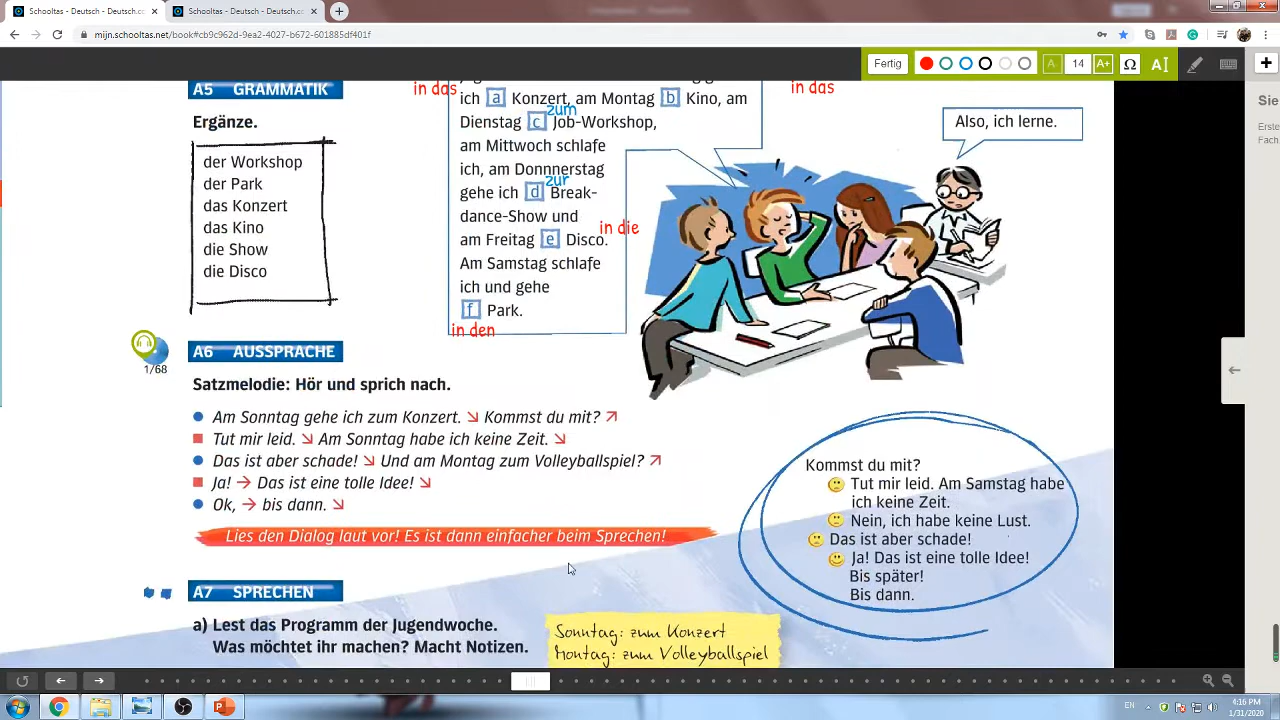 Schooltas - Deutsch - Deutsch.cc
Schooltas - Deutsch - Deutsch.cc
mijn.schooltas.net/book#cb9c962d-9ea2-4027-b672-601885df401f
Fertig
A
14
A+
Ω
A
Sie
Erste
Fach
A5 GRAMMATIK
Ergänze.
der Workshop
der Park
das Konzert
das Kino
die Show
die Disco
in das
in das
ich a Konzert, am Montag b Kino, am
zum
Dienstag c Job-Workshop,
am Mittwoch schlafe
ich, am Donnnerstag
zur
gehe ich d Break-
dance-Show und
in die
am Freitag e Disco.
Am Samstag schlafe
ich und gehe
f Park.
in den
Also, ich lerne.
1/68
A6 AUSSPRACHE
Satzmelodie: Hör und sprich nach.
Am Sonntag gehe ich zum Konzert. ↘ Kommst du mit? ↗
Tut mir leid. ↘ Am Sonntag habe ich keine Zeit. ↘
Das ist aber schade! ↘ Und am Montag zum Volleyballspiel? ↗
Ja! → Das ist eine tolle Idee! ↘
Ok, → bis dann. ↘
Lies den Dialog laut vor! Es ist dann einfacher beim Sprechen!
Kommst du mit?
Tut mir leid. Am Samstag habe
ich keine Zeit.
Nein, ich habe keine Lust.
Das ist aber schade!
Ja! Das ist eine tolle Idee!
Bis später!
Bis dann.
A7 SPRECHEN
a) Lest das Programm der Jugendwoche.
Was möchtet ihr machen? Macht Notizen.
Sonntag: zum Konzert
Montag: zum Volleyballspiel
EN
4:16 PM
1/31/2020